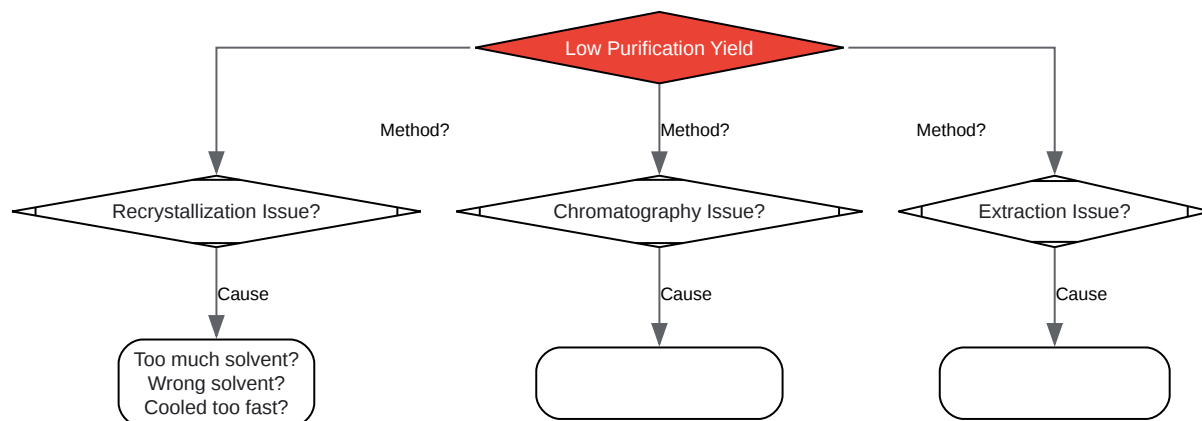 Low Purification Yield
Method?
Method?
Method?
Recrystallization Issue?
Chromatography Issue?
Extraction Issue?
Cause
Cause
Cause
Too much solvent?
Wrong solvent?
Cooled too fast?